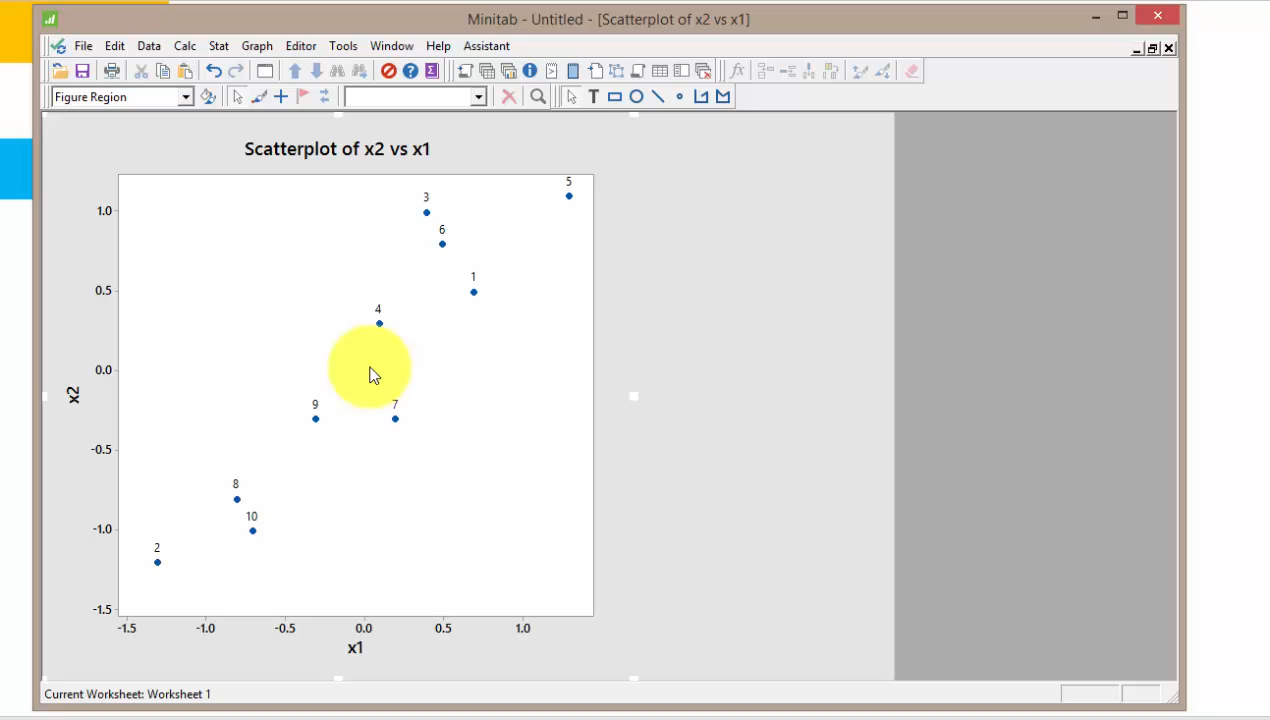 Minitab - Untitled - [Scatterplot of x2 vs x1]
File Edit Data Calc Stat Graph Editor Tools Window Help Assistant
Figure Region
Scatterplot of x2 vs x1
5
3
1.0
6
1
0.5
4
0.0
x2
9 7
-0.5
8
10
-1.0
2
-1.5
-1.5 -1.0 -0.5 0.0 0.5 1.0
x1
Current Worksheet: Worksheet 1